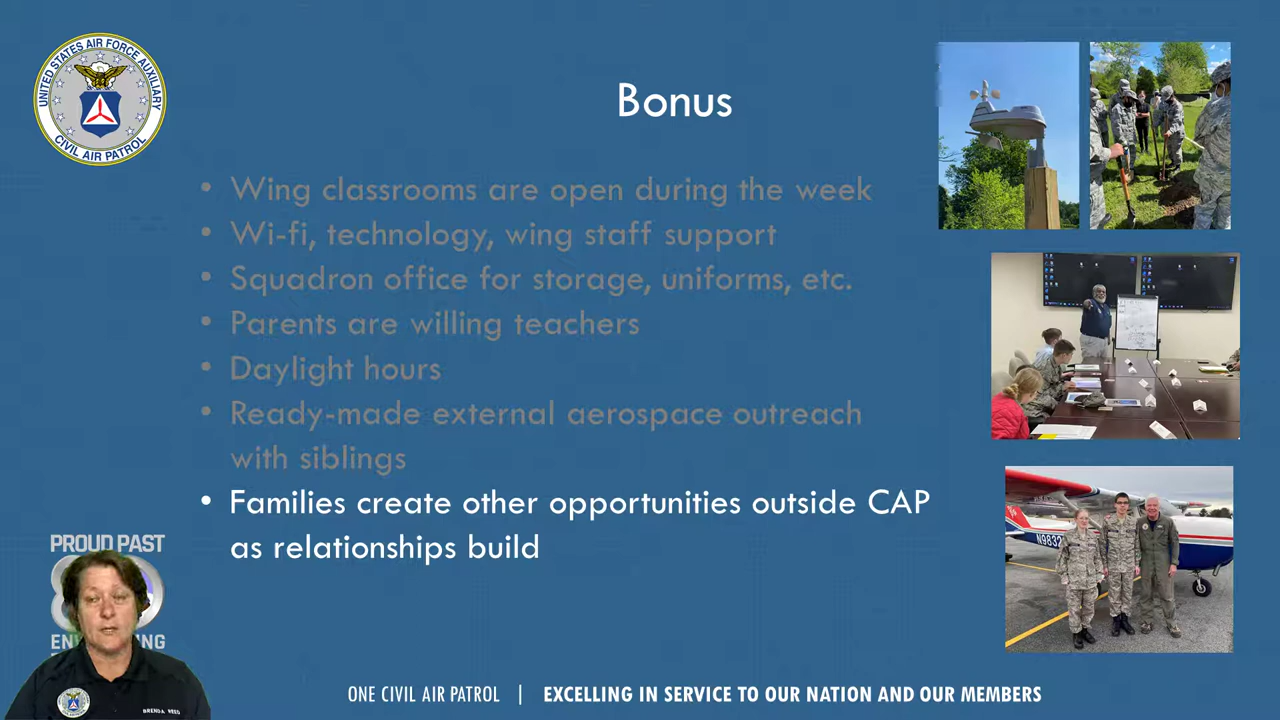 UNITED STATES AIR FORCE AUXILIARY
CIVIL AIR PATROL
Bonus
• Wing classrooms are open during the week
• Wi-fi, technology, wing staff support
• Squadron office for storage, uniforms, etc.
• Parents are willing teachers
• Daylight hours
• Ready-made external aerospace outreach
with siblings
• Families create other opportunities outside CAP
as relationships build
N9832
PROUD PAST
BRENDA REED
ONE CIVIL AIR PATROL | EXCELLING IN SERVICE TO OUR NATION AND OUR MEMBERS